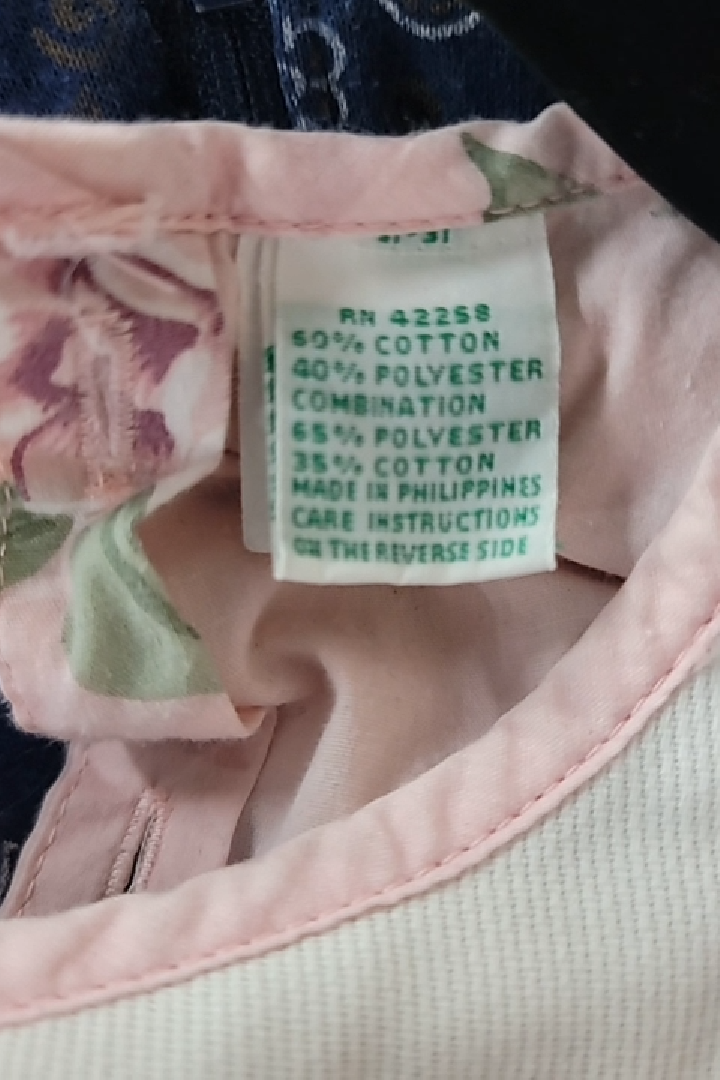 RN 42258
60% COTTON
40% POLYESTER
COMBINATION
65% POLYESTER
35% COTTON
MADE IN PHILIPPINES
CARE INSTRUCTIONS
ON THE REVERSE SIDE